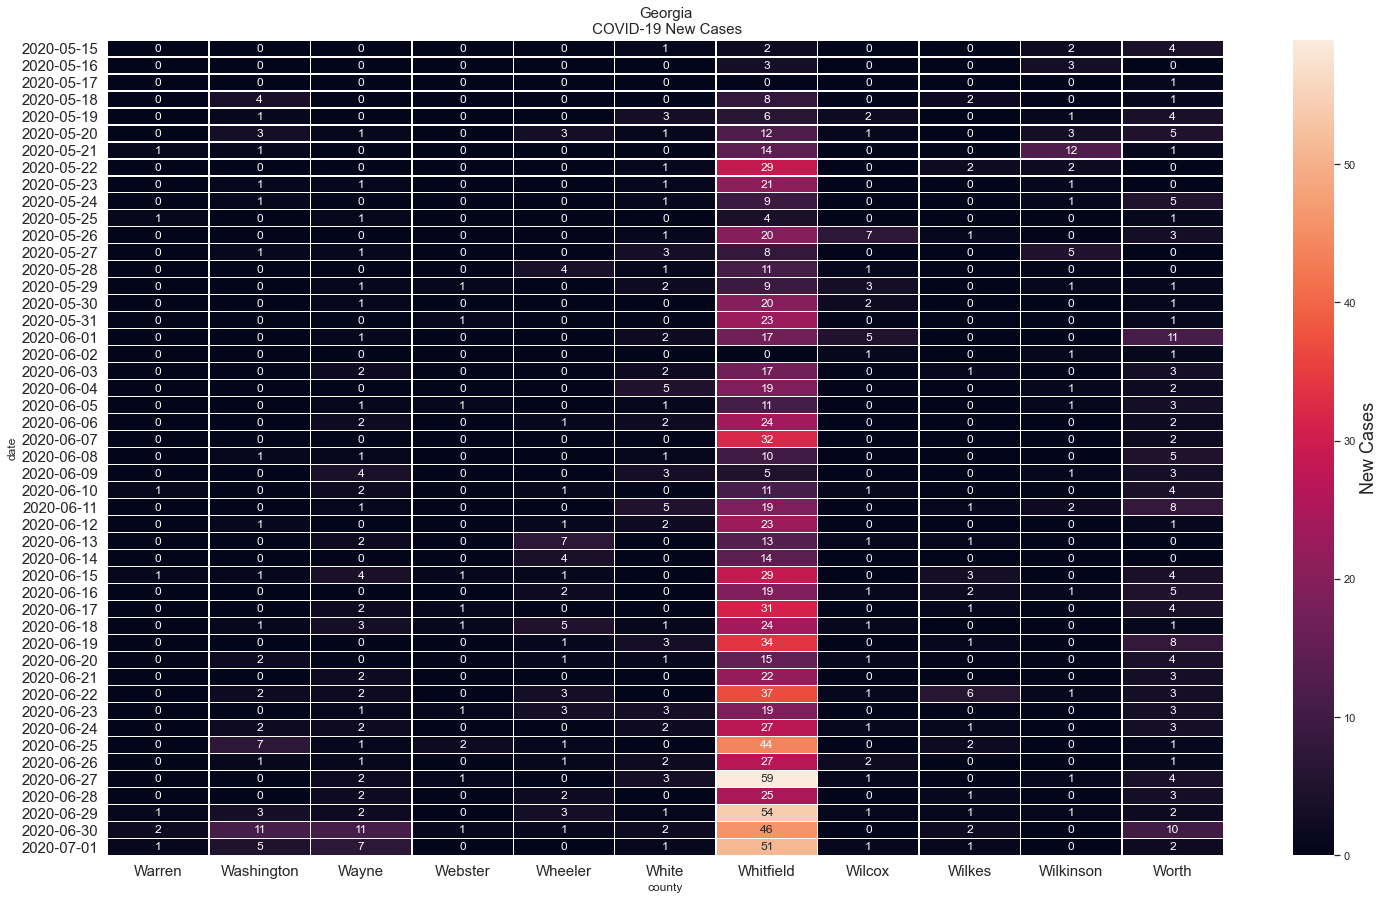 Georgia
COVID-19 New Cases
2020-05-15 0 0 0 0 0 1 2 0 0 2 4
2020-05-16 0 0 0 0 0 0 3 0 0 3 0
2020-05-17 0 0 0 0 0 0 0 0 0 0 1
2020-05-18 0 4 0 0 0 0 8 0 2 0 1
2020-05-19 0 1 0 0 0 3 6 2 0 1 4
2020-05-20 0 3 1 0 3 1 12 1 0 3 5
2020-05-21 1 1 0 0 0 0 14 0 0 12 1
2020-05-22 0 0 0 0 0 1 29 0 2 2 0
2020-05-23 0 1 1 0 0 1 21 0 0 1 0
2020-05-24 0 1 0 0 0 1 9 0 0 1 5
2020-05-25 1 0 1 0 0 0 4 0 0 0 1
2020-05-26 0 0 0 0 0 1 20 7 1 0 3
2020-05-27 0 1 1 0 0 3 8 0 0 5 0
2020-05-28 0 0 0 0 4 1 11 1 0 0 0
2020-05-29 0 0 1 1 0 2 9 3 0 1 1
2020-05-30 0 0 1 0 0 0 20 2 0 0 1
2020-05-31 0 0 0 1 0 0 23 0 0 0 1
2020-06-01 0 0 1 0 0 2 17 5 0 0 11
2020-06-02 0 0 0 0 0 0 0 1 0 1 1
2020-06-03 0 0 2 0 0 2 17 0 1 0 3
2020-06-04 0 0 0 0 0 5 19 0 0 1 2
2020-06-05 0 0 1 1 0 1 11 0 0 1 3
2020-06-06 0 0 2 0 1 2 24 0 0 0 2
2020-06-07 0 0 0 0 0 0 32 0 0 0 2
2020-06-08 0 1 1 0 0 1 10 0 0 0 5
2020-06-09 0 0 4 0 0 3 5 0 0 1 3
2020-06-10 1 0 2 0 1 0 11 1 0 0 4
2020-06-11 0 0 1 0 0 5 19 0 1 2 8
2020-06-12 0 1 0 0 1 2 23 0 0 0 1
2020-06-13 0 0 2 0 7 0 13 1 1 0 0
2020-06-14 0 0 0 0 4 0 14 0 0 0 0
2020-06-15 1 1 4 1 1 0 29 0 3 0 4
2020-06-16 0 0 0 0 2 0 19 1 2 1 5
2020-06-17 0 0 2 1 0 0 31 0 1 0 4
2020-06-18 0 1 3 1 5 1 24 1 0 0 1
2020-06-19 0 0 0 0 1 3 34 0 1 0 8
2020-06-20 0 2 0 0 1 1 15 1 0 0 4
2020-06-21 0 0 2 0 0 0 22 0 0 0 3
2020-06-22 0 2 2 0 3 0 37 1 6 1 3
2020-06-23 0 0 1 1 3 3 19 0 0 0 3
2020-06-24 0 2 2 0 0 2 27 1 1 0 3
2020-06-25 0 7 1 2 1 0 44 0 2 0 1
2020-06-26 0 1 1 0 1 2 27 2 0 0 1
2020-06-27 0 0 2 1 0 3 59 1 0 1 4
2020-06-28 0 0 2 0 2 0 25 0 1 0 3
2020-06-29 1 3 2 0 3 1 54 1 1 1 2
2020-06-30 2 11 11 1 1 2 46 0 2 0 10
2020-07-01 1 5 7 0 0 1 51 1 1 0 2
Warren Washington Wayne Webster Wheeler White Whitfield Wilcox Wilkes Wilkinson Worth
county
date
50
40
30
20
10
0
New Cases